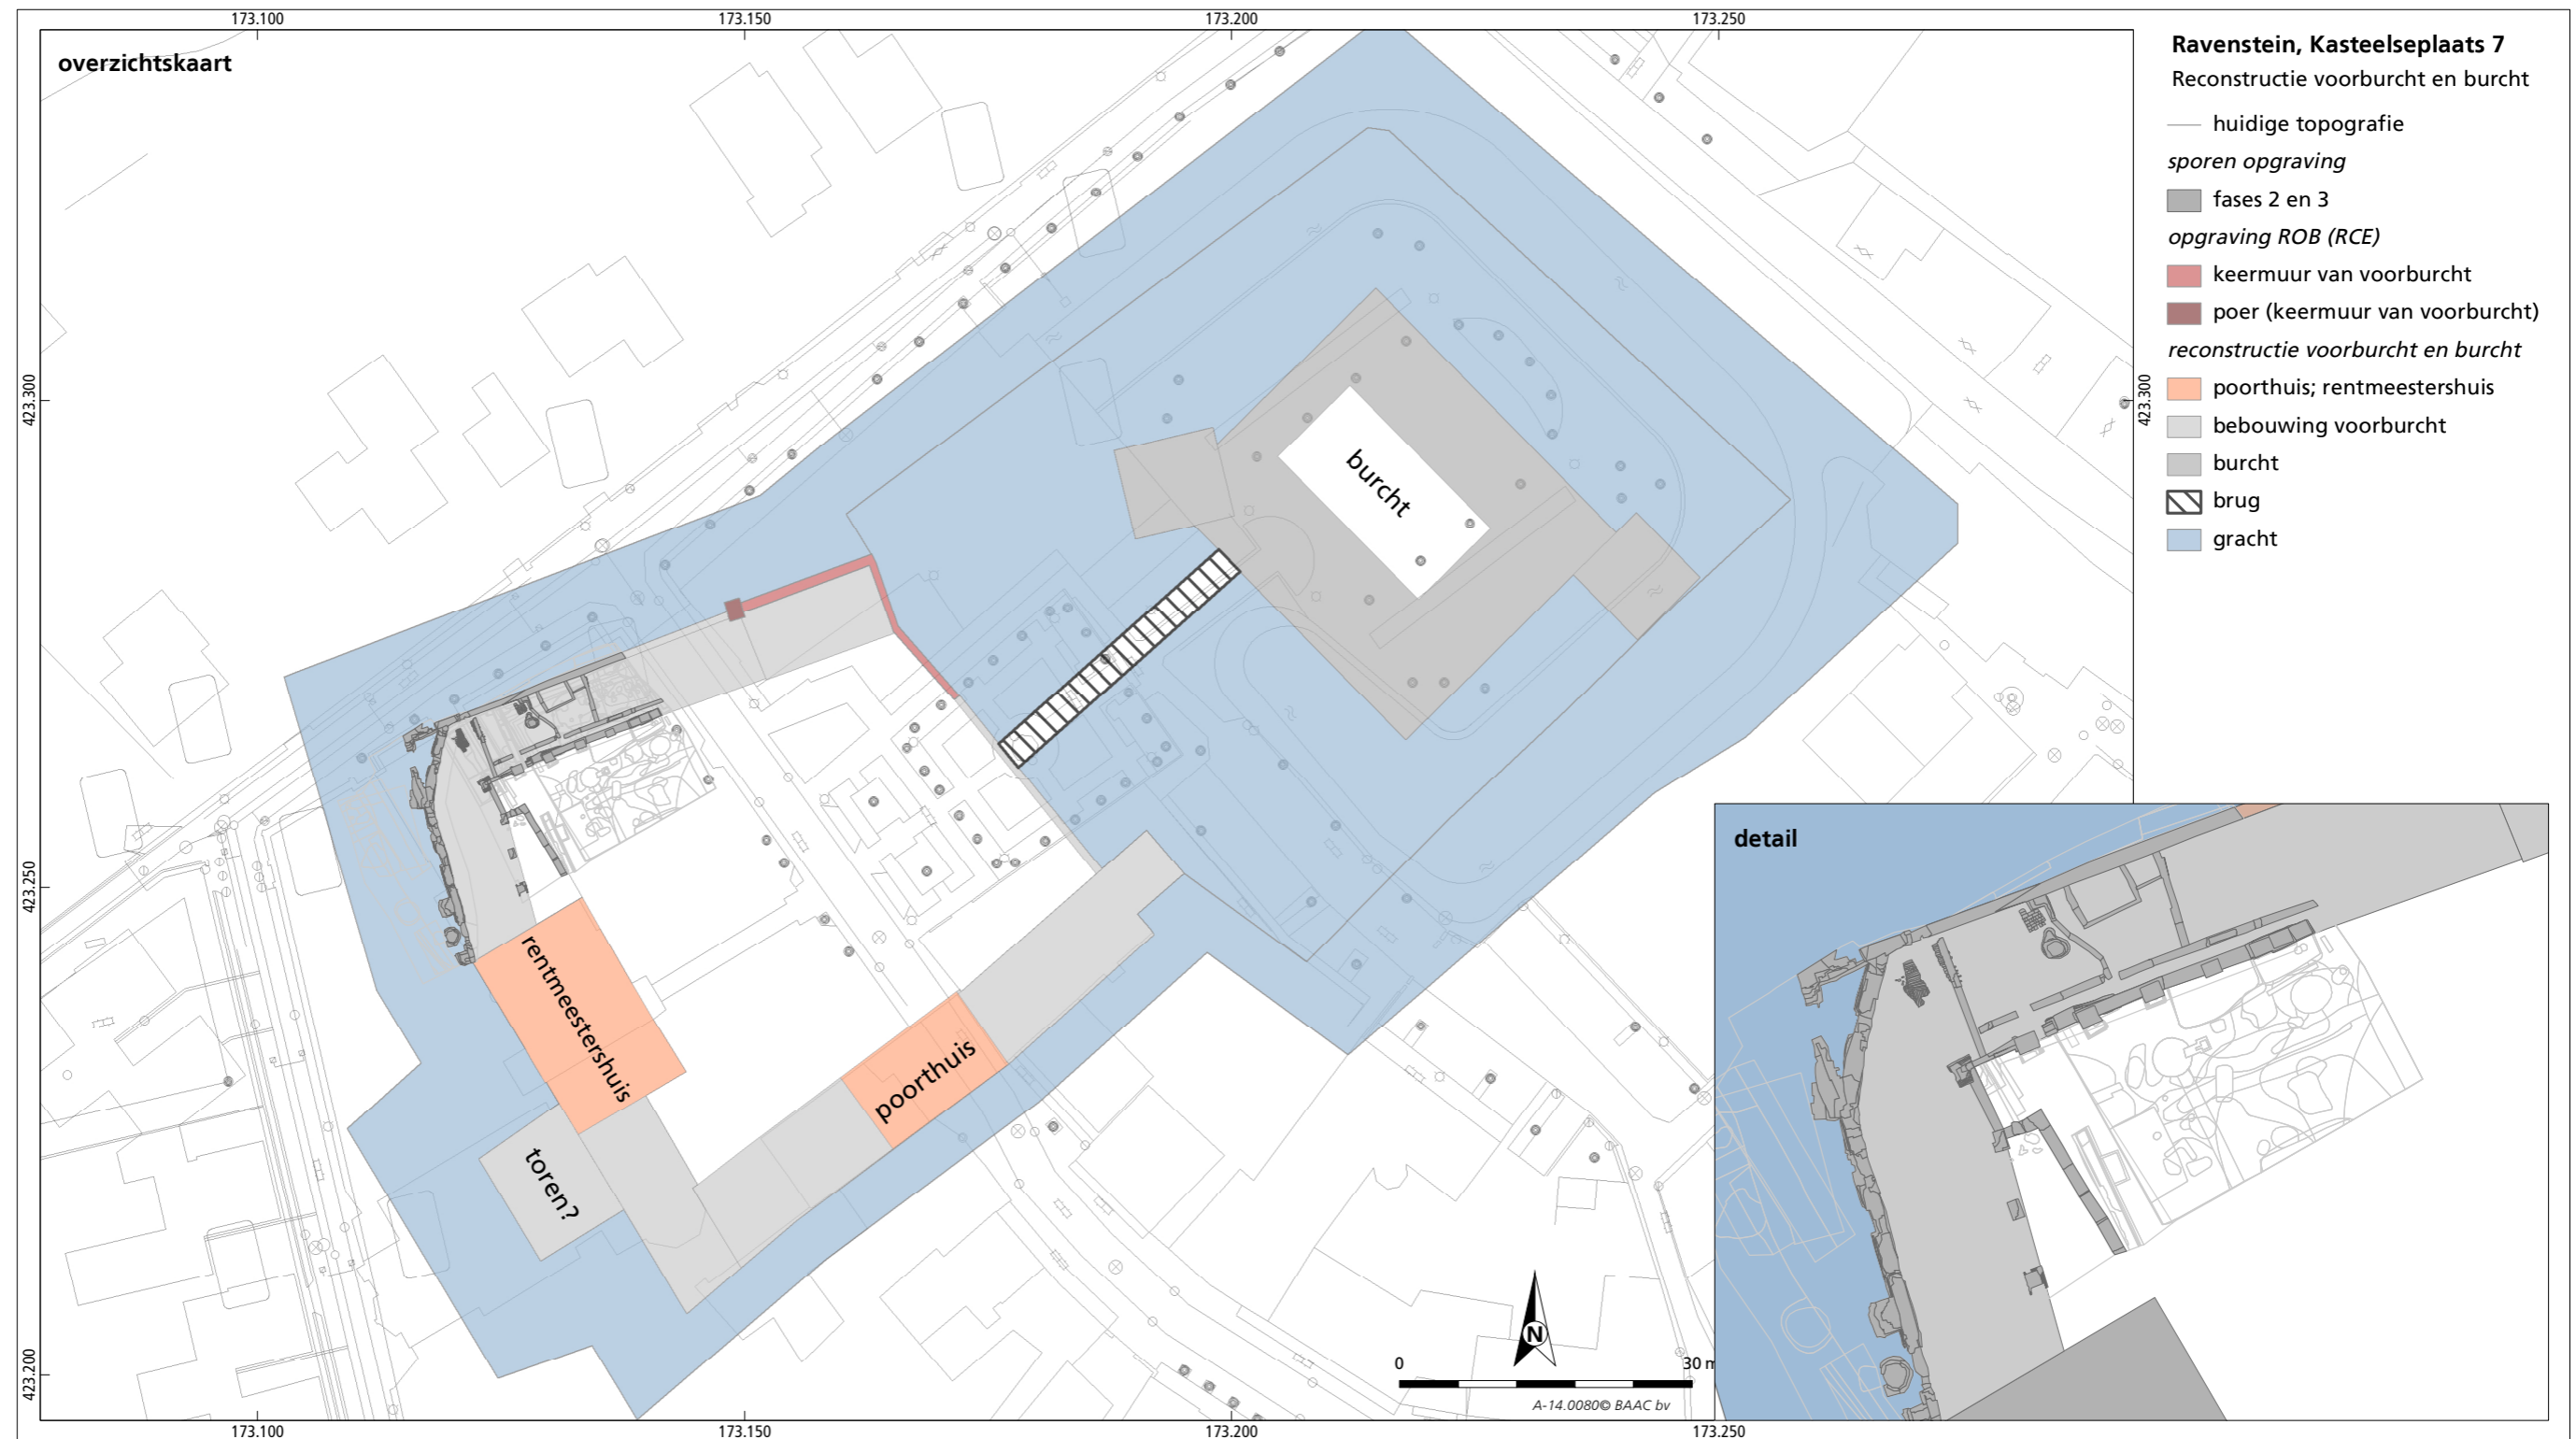 173.100 173.150 173.200 173.250
overzichtskaart
Ravenstein, Kasteelseplaats 7
Reconstructie voorburcht en burcht
huidige topografie
sporen opgraving
fases 2 en 3
opgraving ROB (RCE)
keermuur van voorburcht
poer (keermuur van voorburcht)
reconstructie voorburcht en burcht
poorthuis; rentmeestershuis
bebouwing voorburcht
burcht
brug
gracht
423.300
423.300
burcht
423.250
detail
rentmeestershuis
poorthuis
toren?
423.200
N
0 30 m
A-14.0080© BAAC bv
173.100 173.150 173.200 173.250